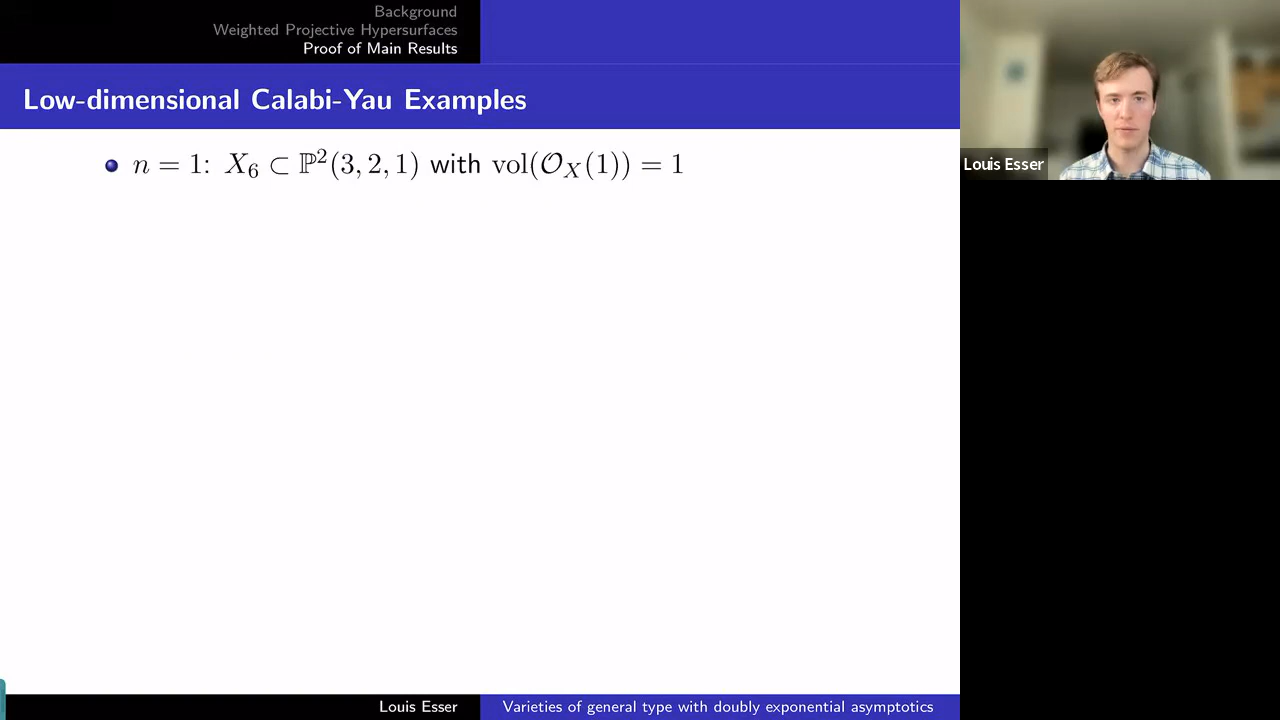 Background
Weighted Projective Hypersurfaces
Proof of Main Results
Low-dimensional Calabi-Yau Examples
n = 1: X₆ ⊂ ℙ²(3, 2, 1) with vol(𝒪_X(1)) = 1
Louis Esser
Louis Esser
Varieties of general type with doubly exponential asymptotics